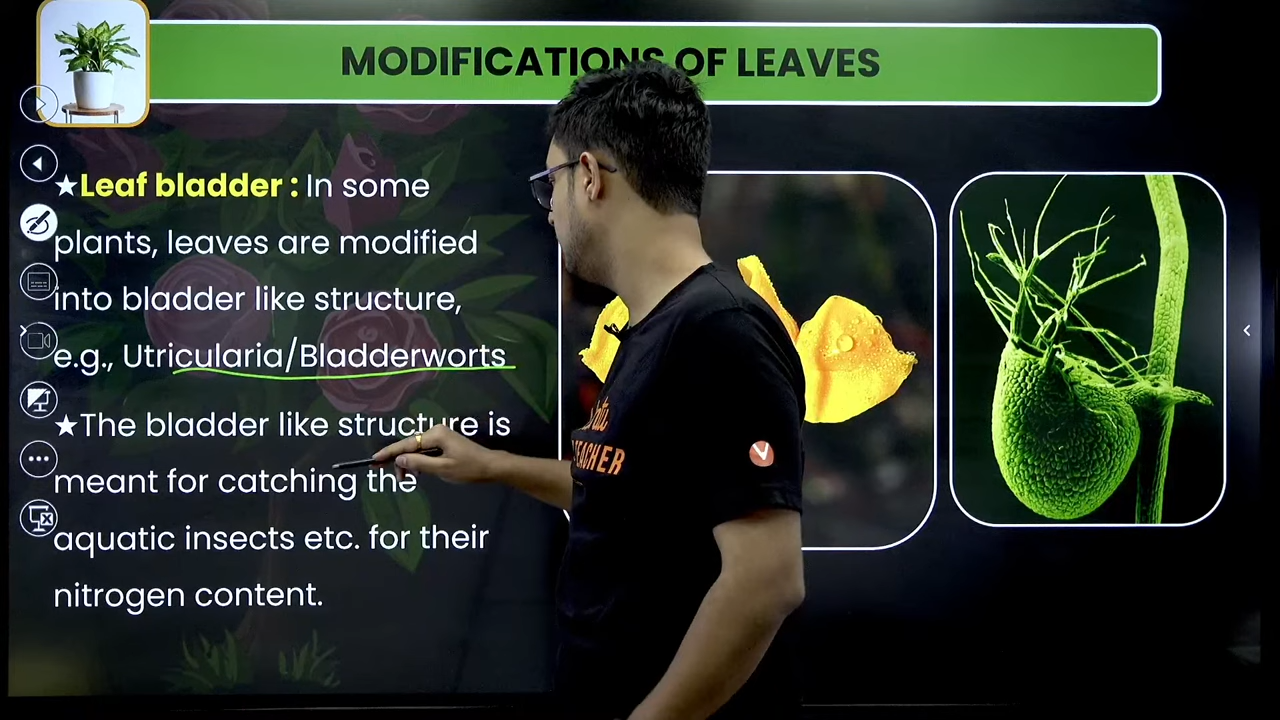 MODIFICATIONS OF LEAVES
★Leaf bladder : In some
plants, leaves are modified
into bladder like structure,
e.g., Utricularia/Bladderworts
★The bladder like structure is
meant for catching the
aquatic insects etc. for their
nitrogen content.
V